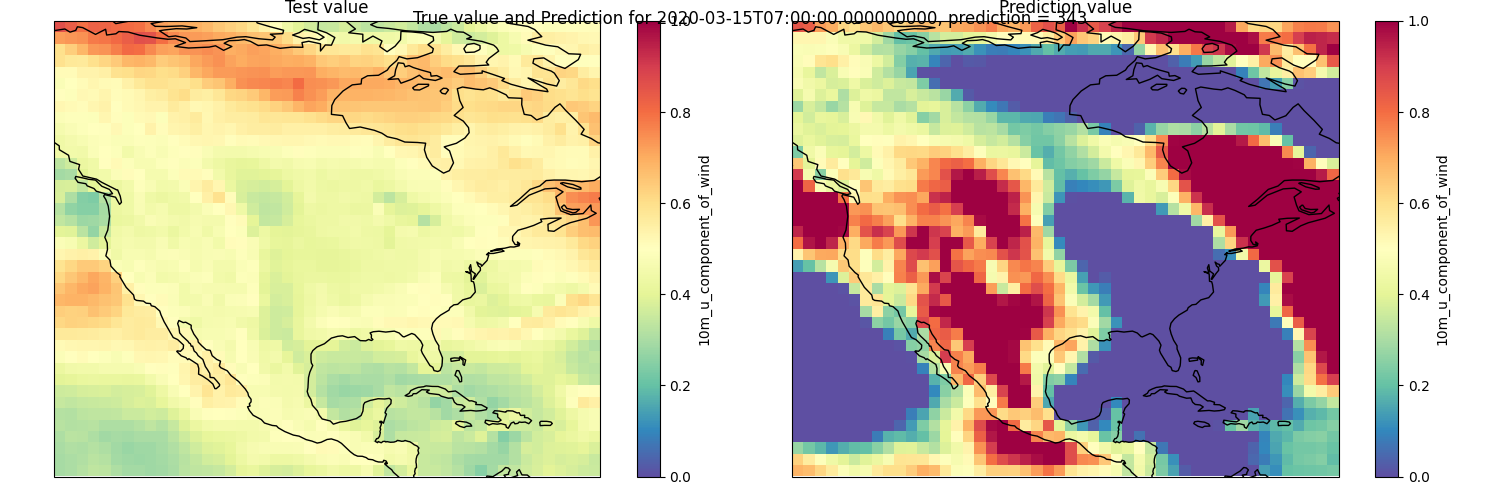 Test value
True value and Prediction for 2020-03-15T07:00:00.000000000, prediction = 343
Prediction value
1.0
0.8
0.6
0.4
0.2
0.0
10m_u_component_of_wind
1.0
0.8
0.6
0.4
0.2
0.0
10m_u_component_of_wind